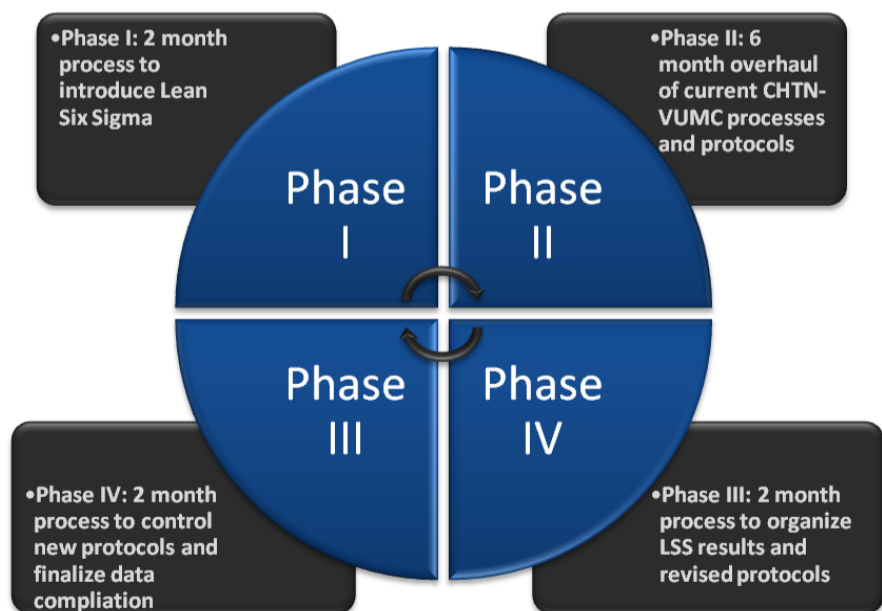 •Phase I: 2 month
process to
introduce Lean
Six Sigma
•Phase II: 6
month overhaul
of current CHTN-
VUMC processes
and protocols
Phase
I
Phase
II
Phase
III
Phase
IV
•Phase IV: 2 month
process to control
new protocols and
finalize data
compliation
•Phase III: 2 month
process to organize
LSS results and
revised protocols